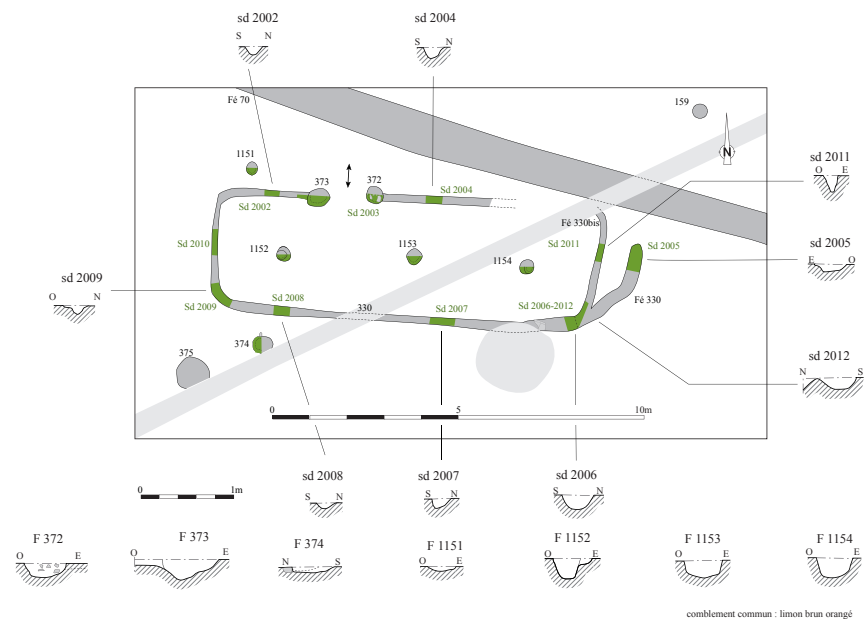 sd 2002
S N
sd 2004
S N
Fé 70
159
N
1151
373
372
Sd 2002
Sd 2003
Sd 2004
sd 2011
O E
Fé 330bis
Sd 2011
Sd 2005
sd 2005
E O
Sd 2010
1152
1153
1154
sd 2009
O N
Sd 2009
Sd 2008
330
Sd 2007
Sd 2006-2012
Fé 330
374
375
sd 2012
N S
0 5 10m
0 1m
sd 2008
S N
sd 2007
S N
sd 2006
S N
F 372
O E
F 373
O E
F 374
N S
F 1151
O E
F 1152
O E
F 1153
O E
F 1154
O E
comblement commun : limon brun orangé